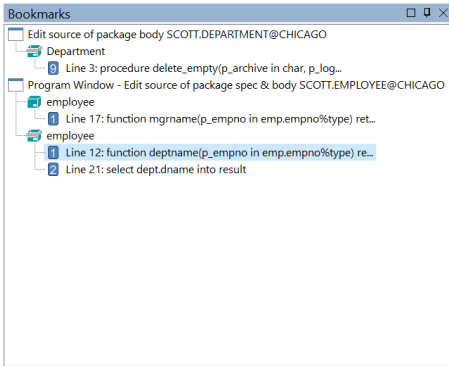 Bookmarks
Edit source of package body SCOTT.DEPARTMENT@CHICAGO
Department
9 Line 3: procedure delete_empty(p_archive in char, p_log...
Program Window - Edit source of package spec & body SCOTT.EMPLOYEE@CHICAGO
employee
1 Line 17: function mgrname(p_empno in emp.empno%type) ret...
employee
1 Line 12: function deptname(p_empno in emp.empno%type) re...
2 Line 21: select dept.dname into result